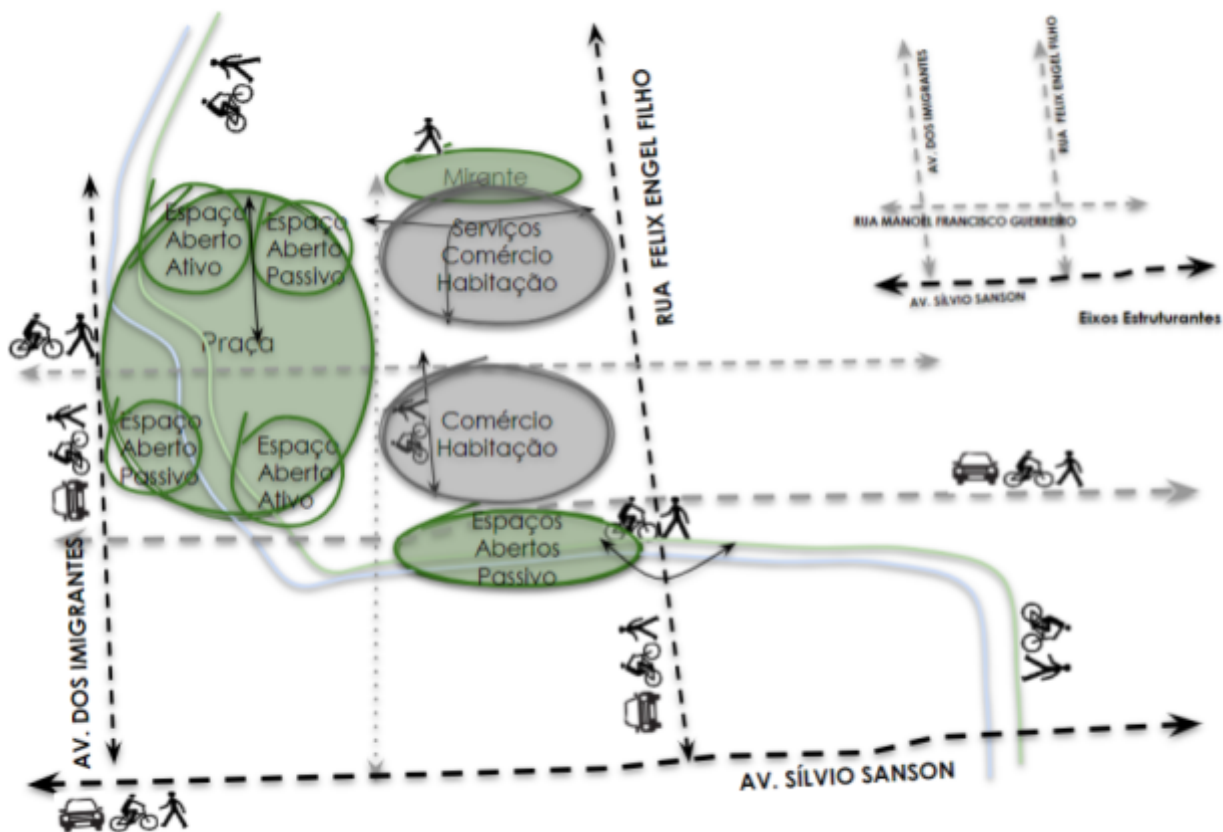 Mirante
Espaço
Aberto
Ativo
Espaço
Aberto
Passivo
Serviços
Comércio
Habitação
Praça
Espaço
Aberto
Passivo
Espaço
Aberto
Ativo
Comércio
Habitação
Espaços
Abertos
Passivo
AV. DOS IMIGRANTES
RUA FELIX ENGEL FILHO
AV. SÍLVIO SANSON
AV. DOS IMIGRANTES
RUA FELIX ENGEL FILHO
RUA MANOEL FRANCISCO GUERREIRO
AV. SÍLVIO SANSON
Eixos Estruturantes